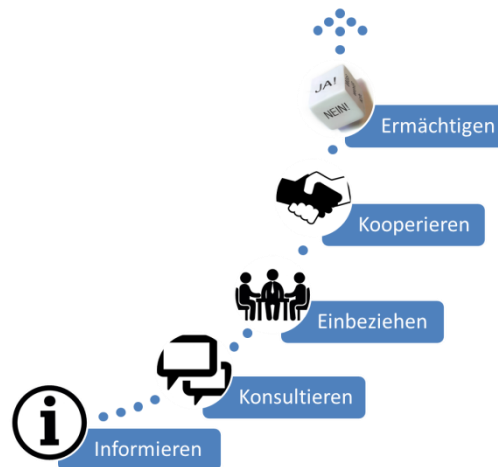 JA!
NEIN!
Ermächtigen
Kooperieren
Einbeziehen
Konsultieren
i
Informieren